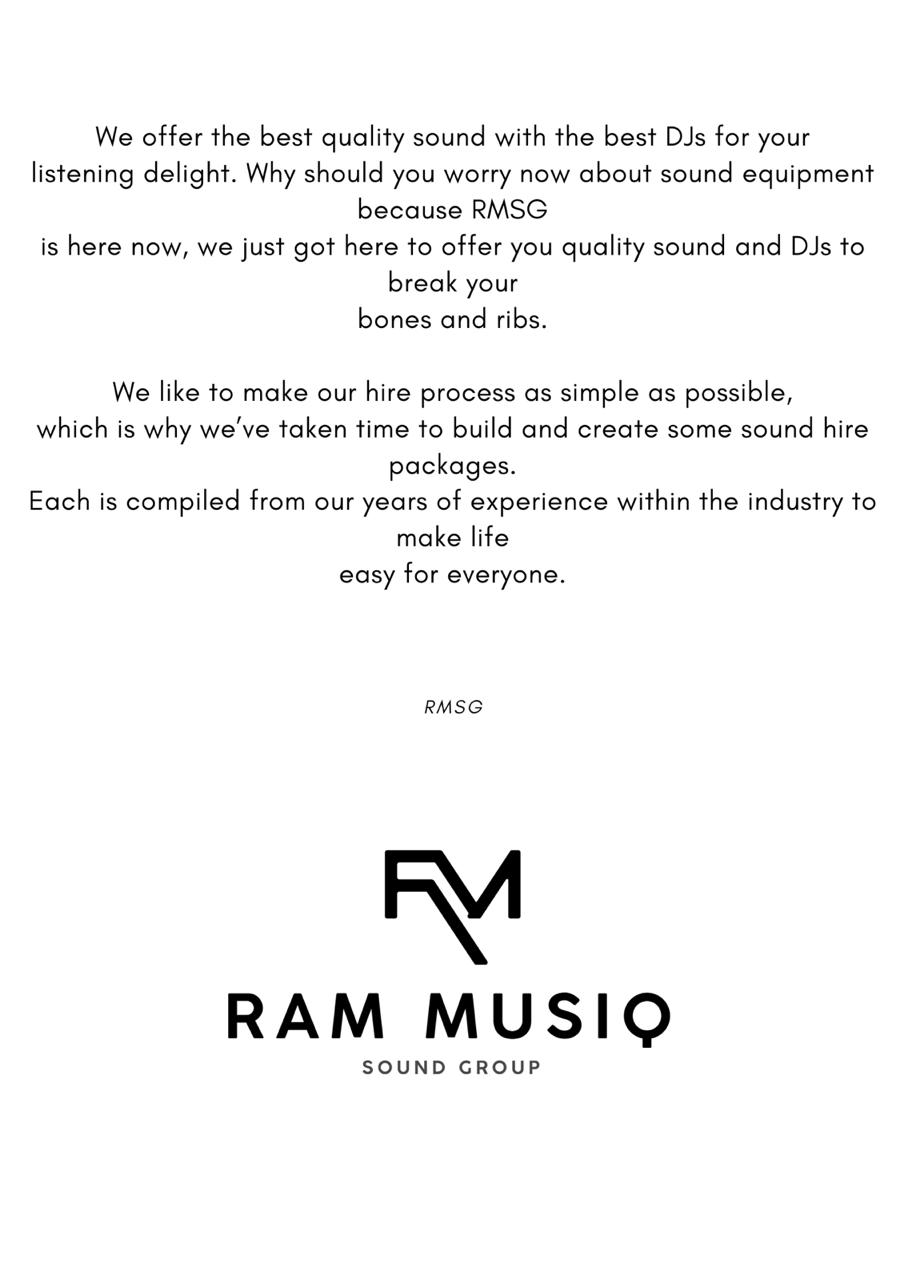 We offer the best quality sound with the best DJs for your
listening delight. Why should you worry now about sound equipment
because RMSG
is here now, we just got here to offer you quality sound and DJs to
break your
bones and ribs.
We like to make our hire process as simple as possible,
which is why we’ve taken time to build and create some sound hire
packages.
Each is compiled from our years of experience within the industry to
make life
easy for everyone.
RMSG
RM
RAM MUSIQ
SOUND GROUP